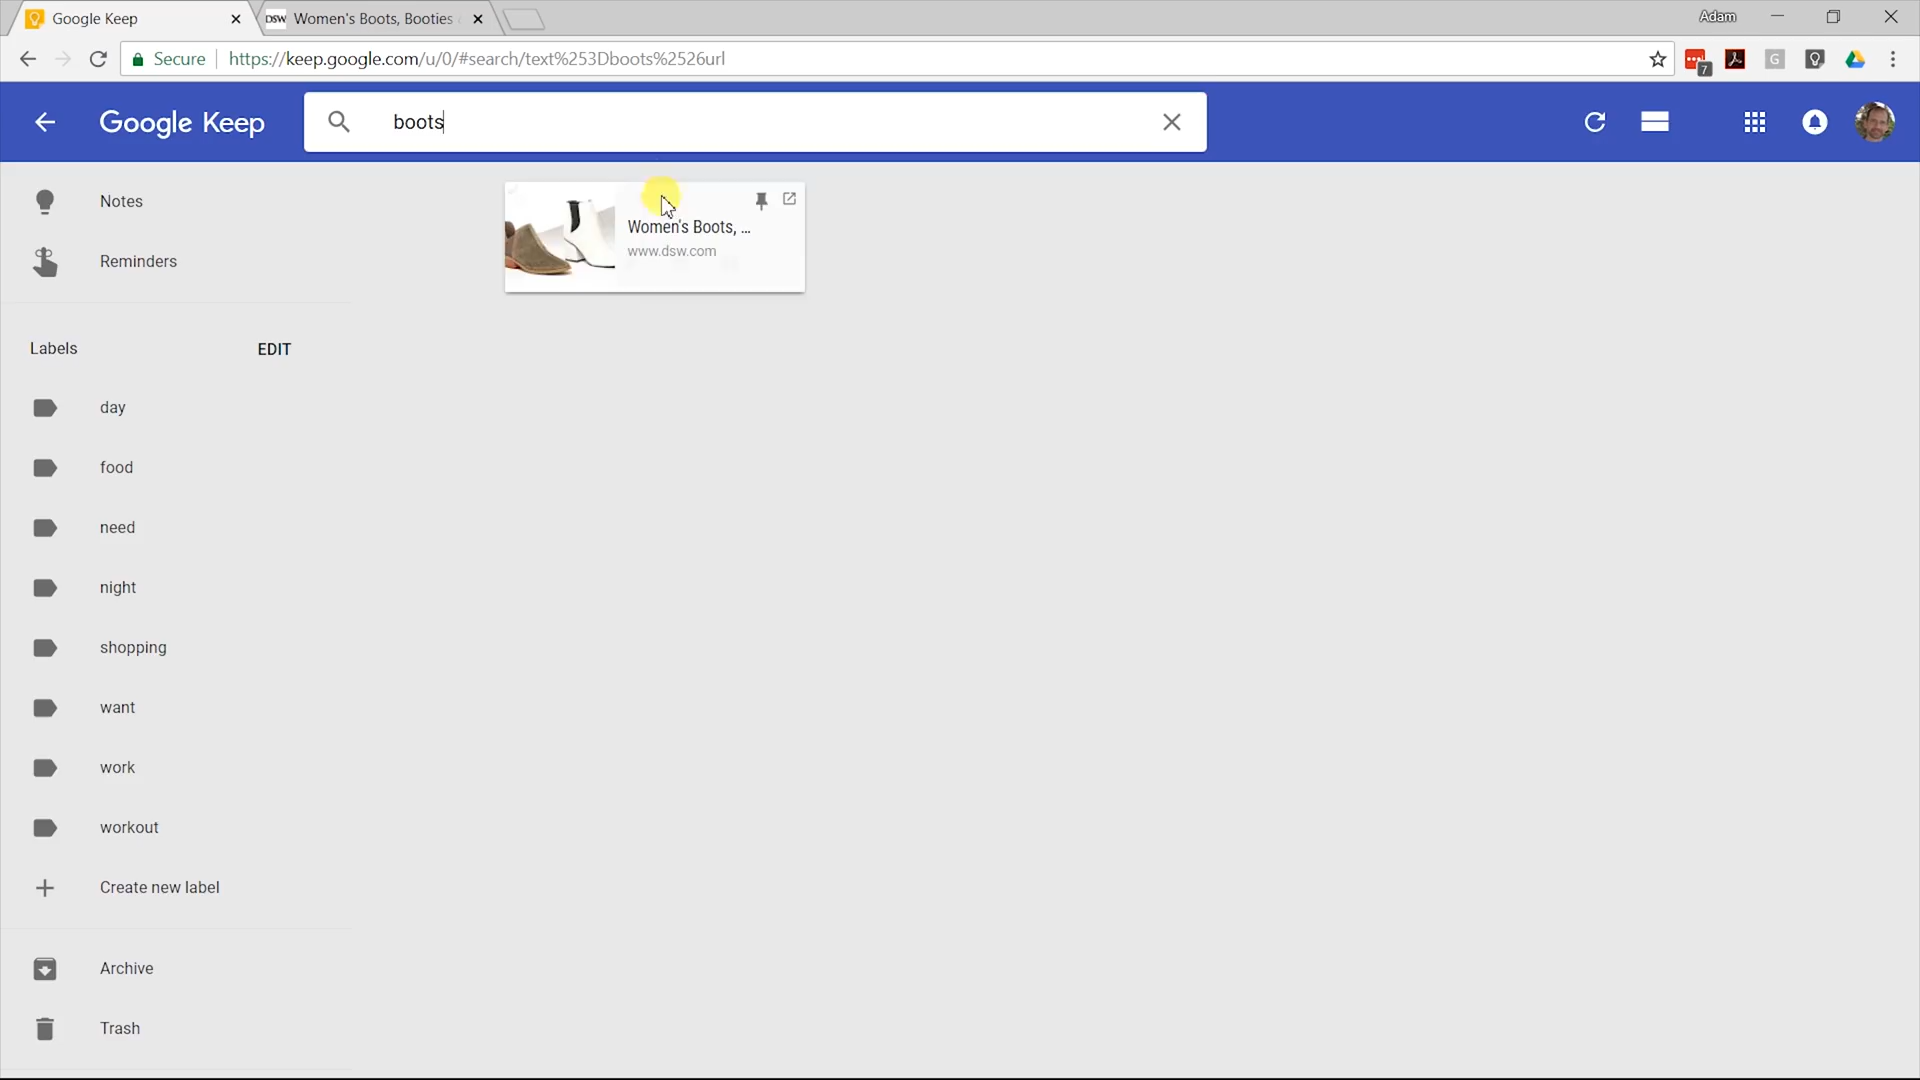 Google Keep
DSW Women's Boots, Booties
Adam
Secure https://keep.google.com/u/0/#search/text%253Dboots%2526url
7
G
Google Keep
boots
Notes
Women's Boots, ...
www.dsw.com
Reminders
Labels EDIT
day
food
need
night
shopping
want
work
workout
Create new label
Archive
Trash